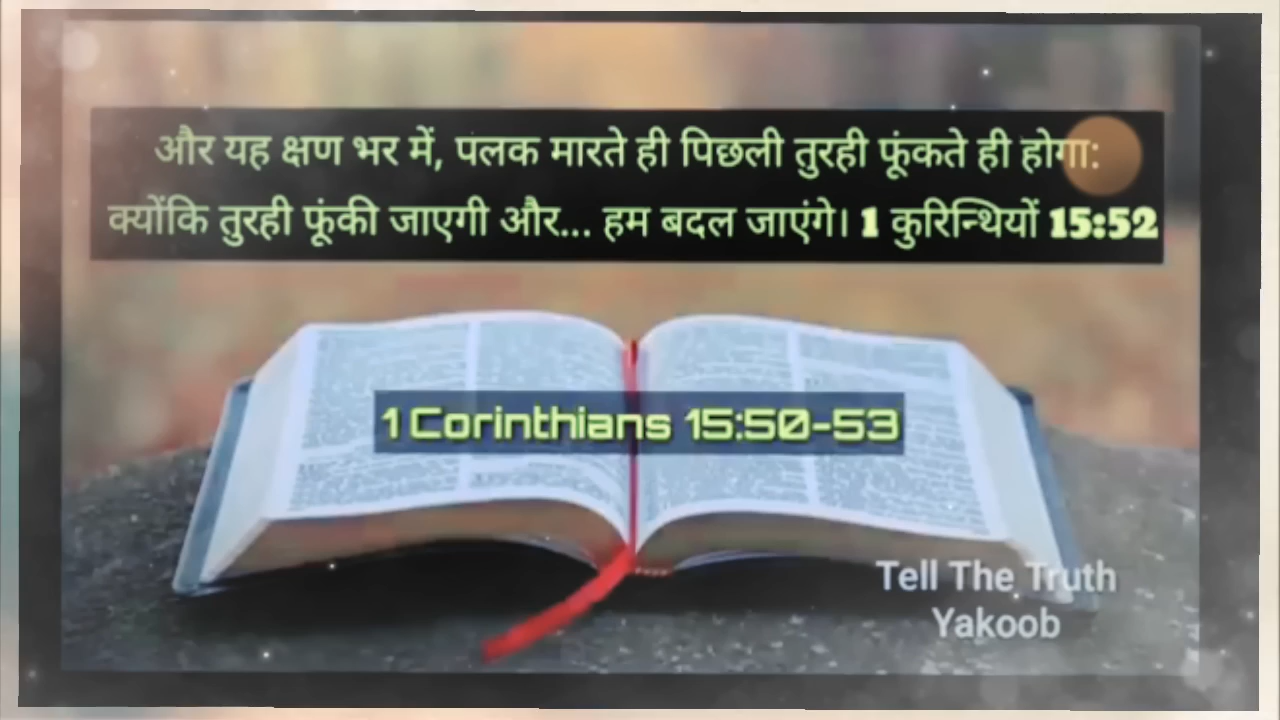 और यह क्षण भर में, पलक मारते ही पिछली तुरही फूंकते ही होगा:
क्योंकि तुरही फूंकी जाएगी और... हम बदल जाएंगे। 1 कुरिन्थियों 15:52
1 Corinthians 15:50-53
Tell The Truth
Yakoob